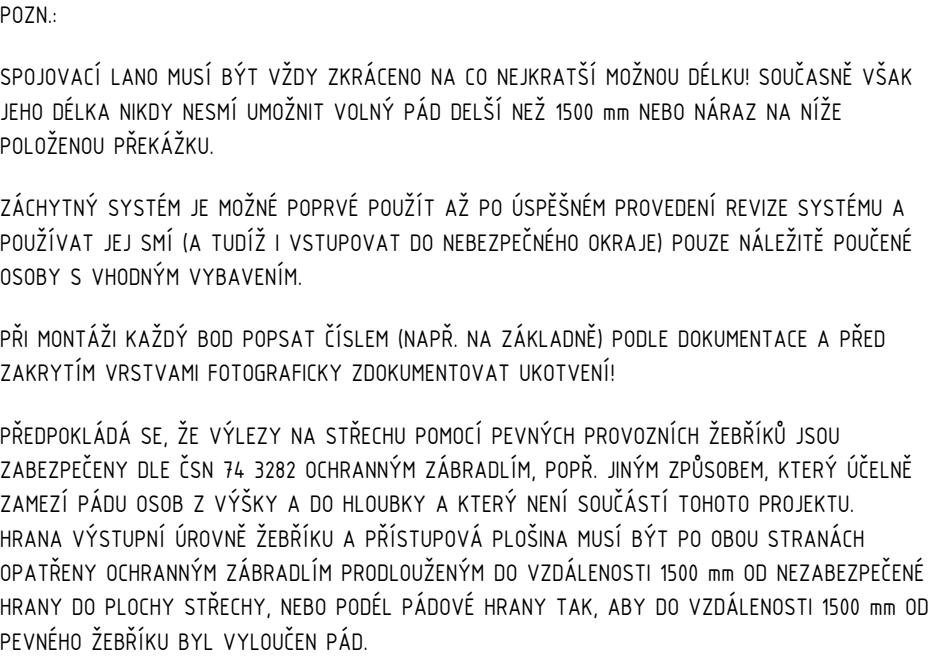 POZN.:
SPOJOVACÍ LANO MUSÍ BÝT VŽDY ZKRÁCENO NA CO NEJKRATŠÍ MOŽNOU DÉLKU! SOUČASNĚ VŠAK
JEHO DÉLKA NIKDY NESMÍ UMOŽNIT VOLNÝ PÁD DELŠÍ NEŽ 1500 mm NEBO NÁRAZ NA NÍŽE
POLOŽENOU PŘEKÁŽKU.
ZÁCHYTNÝ SYSTÉM JE MOŽNÉ POPRVÉ POUŽÍT AŽ PO ÚSPĚŠNÉM PROVEDENÍ REVIZE SYSTÉMU A
POUŽÍVAT JEJ SMÍ (A TUDÍŽ I VSTUPOVAT DO NEBEZPEČNÉHO OKRAJE) POUZE NÁLEŽITĚ POUČENÉ
OSOBY S VHODNÝM VYBAVENÍM.
PŘI MONTÁŽI KAŽDÝ BOD POPSAT ČÍSLEM (NAPŘ. NA ZÁKLADNĚ) PODLE DOKUMENTACE A PŘED
ZAKRYTÍM VRSTVAMI FOTOGRAFICKY ZDOKUMENTOVAT UKOTVENÍ!
PŘEDPOKLÁDÁ SE, ŽE VÝLEZY NA STŘECHU POMOCÍ PEVNÝCH PROVOZNÍCH ŽEBŘÍKŮ JSOU
ZABEZPEČENY DLE ČSN 74 3282 OCHRANNÝM ZÁBRADLÍM, POPŘ. JINÝM ZPŮSOBEM, KTERÝ ÚČELNĚ
ZAMEZÍ PÁDU OSOB Z VÝŠKY A DO HLOUBKY A KTERÝ NENÍ SOUČÁSTÍ TOHOTO PROJEKTU.
HRANA VÝSTUPNÍ ÚROVNĚ ŽEBŘÍKU A PŘÍSTUPOVÁ PLOŠINA MUSÍ BÝT PO OBOU STRANÁCH
OPATŘENY OCHRANNÝM ZÁBRADLÍM PRODLOUŽENÝM DO VZDÁLENOSTI 1500 mm OD NEZABEZPEČENÉ
HRANY DO PLOCHY STŘECHY, NEBO PODÉL PÁDOVÉ HRANY TAK, ABY DO VZDÁLENOSTI 1500 mm OD
PEVNÉHO ŽEBŘÍKU BYL VYLOUČEN PÁD.